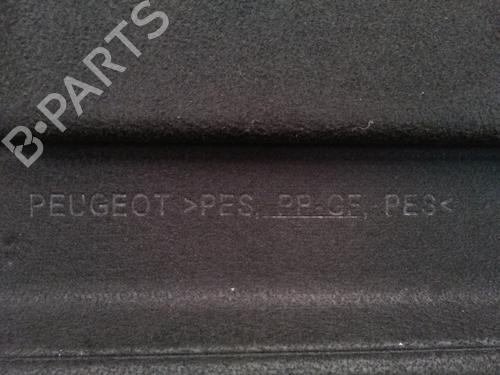 B-PARTS
PEUGEOT >PES, PP-GF, PES<